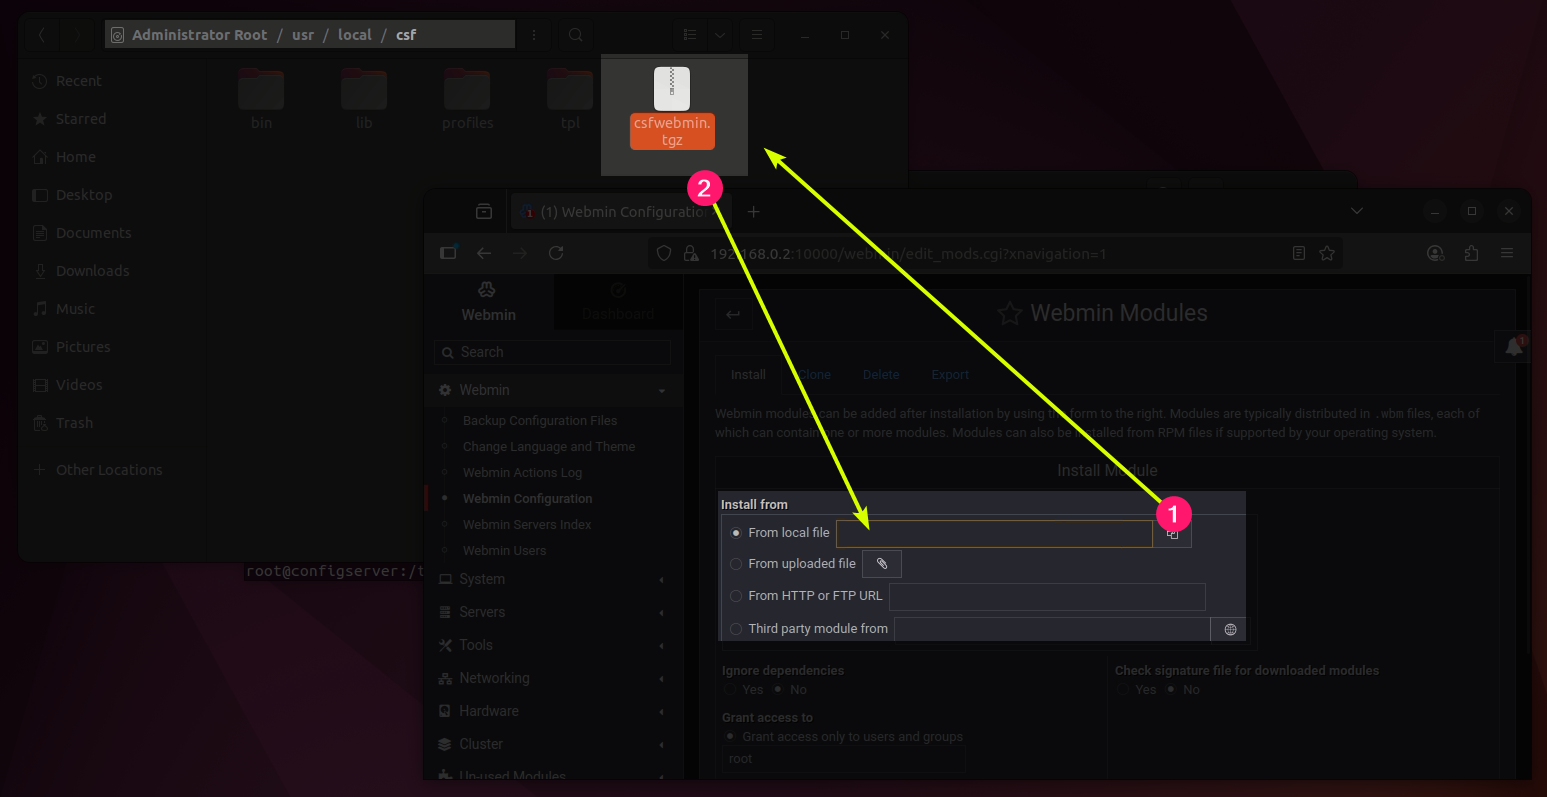 Administrator Root / usr / local / csf
Recent
Starred
Home
Desktop
Documents
Downloads
Music
Pictures
Videos
Trash
Other Locations
bin
lib
profiles
tpl
csfwebmin.
tgz
root@configserver:/t
2
1
1
(1) Webmin Configuratio
192.168.0.2:10000/webmin/edit_mods.cgi?xnavigation=1
Webmin
Dashboard
Search
Webmin
Backup Configuration Files
Change Language and Theme
Webmin Actions Log
Webmin Configuration
Webmin Servers Index
Webmin Users
System
Servers
Tools
Networking
Hardware
Cluster
Un-used Modules
Webmin Modules
1
Install Clone Delete Export
Webmin modules can be added after installation by using the form to the right. Modules are typically distributed in .wbm files, each of
which can contain one or more modules. Modules can also be installed from RPM files if supported by your operating system.
Install Module
Install from
From local file
From uploaded file
From HTTP or FTP URL
Third party module from
Ignore dependencies
Yes No
Check signature file for downloaded modules
Yes No
Grant access to
Grant access only to users and groups
root